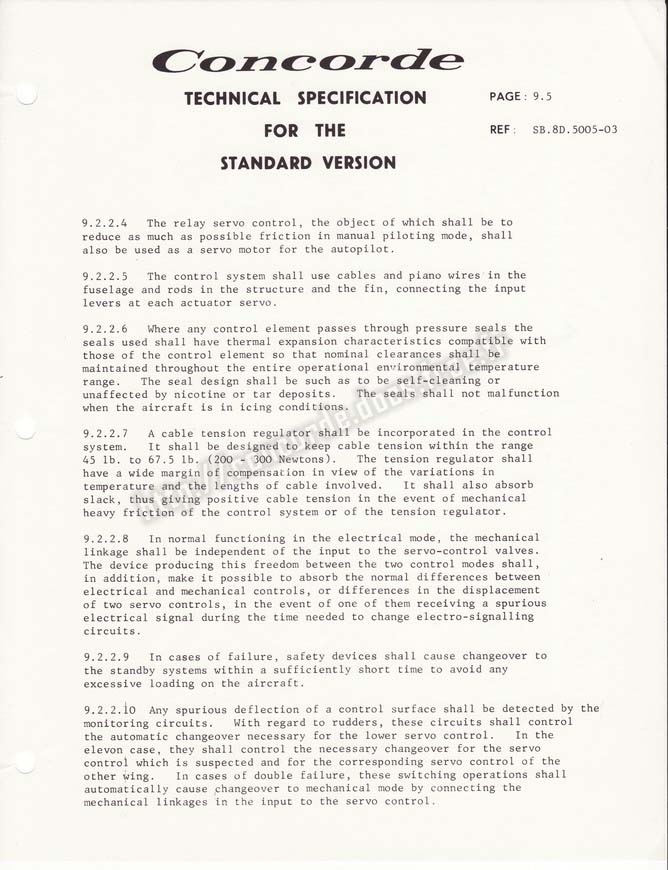 Concorde
TECHNICAL SPECIFICATION
FOR THE
STANDARD VERSION
PAGE: 9.5
REF: SB.8D.5005-03
9.2.2.4 The relay servo control, the object of which shall be to
reduce as much as possible friction in manual piloting mode, shall
also be used as a servo motor for the autopilot.
9.2.2.5 The control system shall use cables and piano wires in the
fuselage and rods in the structure and the fin, connecting the input
levers at each actuator servo.
9.2.2.6 Where any control element passes through pressure seals the
seals used shall have thermal expansion characteristics compatible with
those of the control element so that nominal clearances shall be
maintained throughout the entire operational environmental temperature
range. The seal design shall be such as to be self-cleaning or
unaffected by nicotine or tar deposits. The seals shall not malfunction
when the aircraft is in icing conditions.
9.2.2.7 A cable tension regulator shall be incorporated in the control
system. It shall be designed to keep cable tension within the range
45 lb. to 67.5 lb. (200 - 300 Newtons). The tension regulator shall
have a wide margin of compensation in view of the variations in
temperature and the lengths of cable involved. It shall also absorb
slack, thus giving positive cable tension in the event of mechanical
heavy friction of the control system or of the tension regulator.
9.2.2.8 In normal functioning in the electrical mode, the mechanical
linkage shall be independent of the input to the servo-control valves.
The device producing this freedom between the two control modes shall,
in addition, make it possible to absorb the normal differences between
electrical and mechanical controls, or differences in the displacement
of two servo controls, in the event of one of them receiving a spurious
electrical signal during the time needed to change electro-signalling
circuits.
9.2.2.9 In cases of failure, safety devices shall cause changeover to
the standby systems within a sufficiently short time to avoid any
excessive loading on the aircraft.
9.2.2.10 Any spurious deflection of a control surface shall be detected by the
monitoring circuits. With regard to rudders, these circuits shall control
the automatic changeover necessary for the lower servo control. In the
elevon case, they shall control the necessary changeover for the servo
control which is suspected and for the corresponding servo control of the
other wing. In cases of double failure, these switching operations shall
automatically cause changeover to mechanical mode by connecting the
mechanical linkages in the input to the servo control.